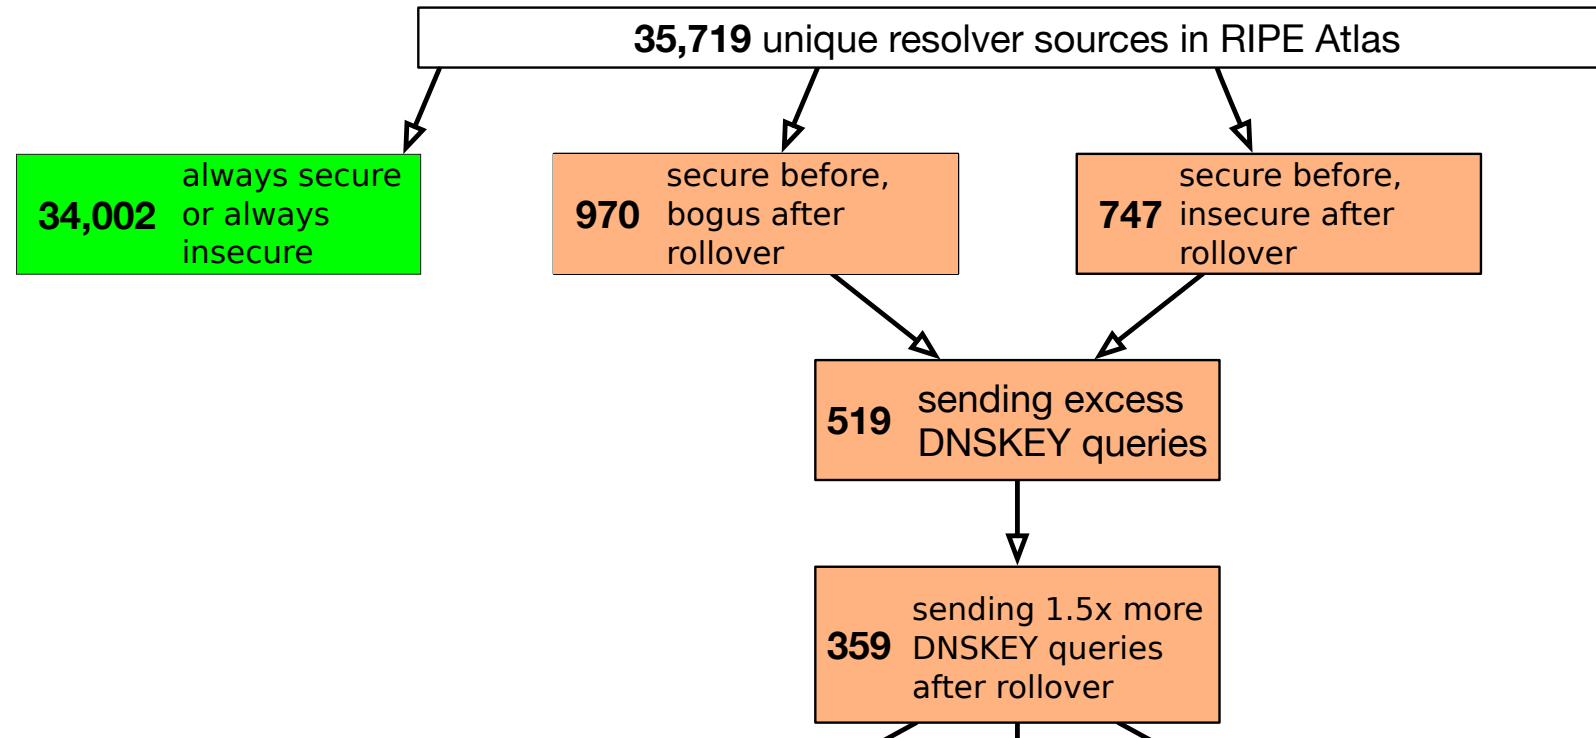 35,719 unique resolver sources in RIPE Atlas
34,002
always secure
or always
insecure
970
secure before,
bogus after
rollover
747
secure before,
insecure after
rollover
519
sending excess
DNSKEY queries
359
sending 1.5x more
DNSKEY queries
after rollover